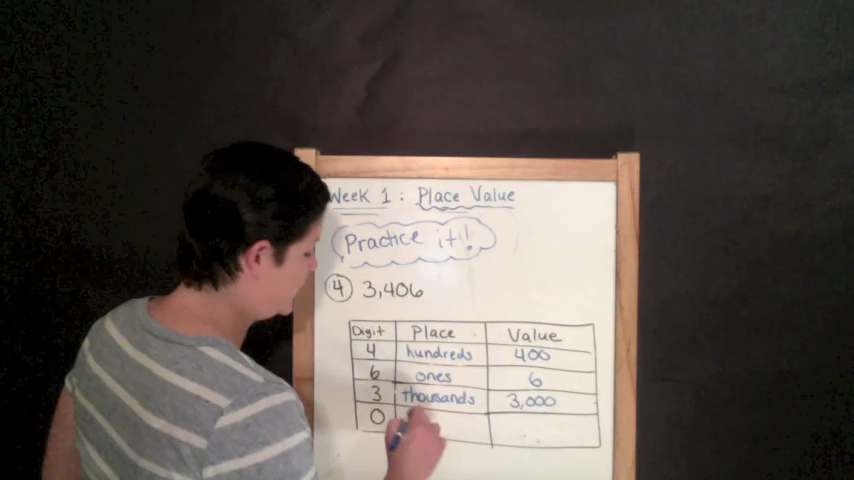 Week 1: Place Value
Practice it!
4 3,406
Digit Place Value
4 hundreds 400
6 ones 6
3 thousands 3,000
0